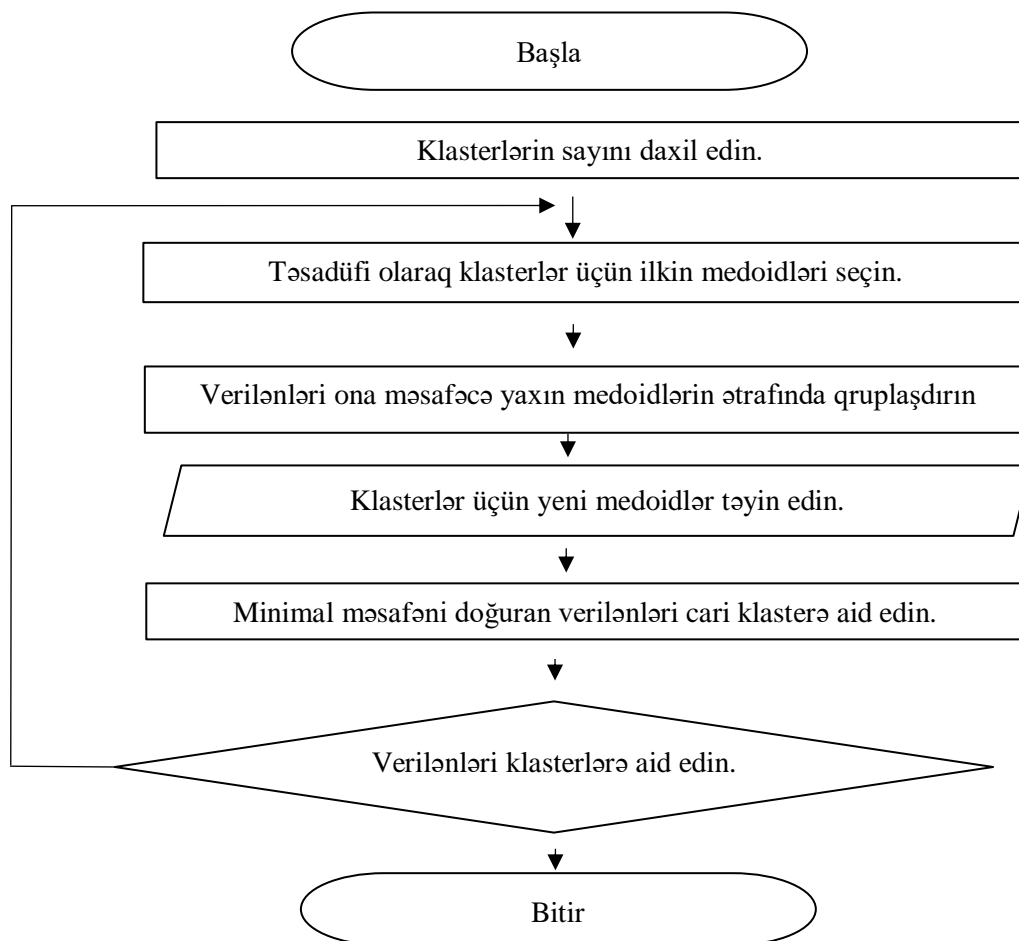 Başla
Klasterlərin sayını daxil edin.
Təsadüfi olaraq klasterlər üçün ilkin medoidləri seçin.
Verilənləri ona məsafəcə yaxın medoidlərin ətrafında qruplaşdırın
Klasterlər üçün yeni medoidlər təyin edin.
Minimal məsafəni doğuran verilənləri cari klasterə aid edin.
Verilənləri klasterlərə aid edin.
Bitir